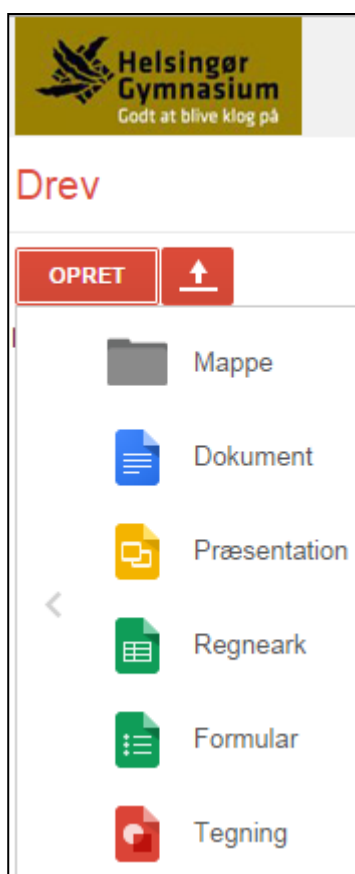 Helsingør
Gymnasium
Godt at blive klog på
Drev
OPRET
Mappe
Dokument
Præsentation
Regneark
Formular
Tegning